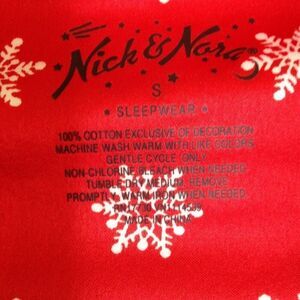 Nick & Nora®
S
• SLEEPWEAR •
100% COTTON EXCLUSIVE OF DECORATION
MACHINE WASH WARM WITH LIKE COLORS
GENTLE CYCLE ONLY
NON-CHLORINE BLEACH WHEN NEEDED
TUMBLE DRY MEDIUM, REMOVE
PROMPTLY, WARM IRON WHEN NEEDED.
MADE IN CHINA